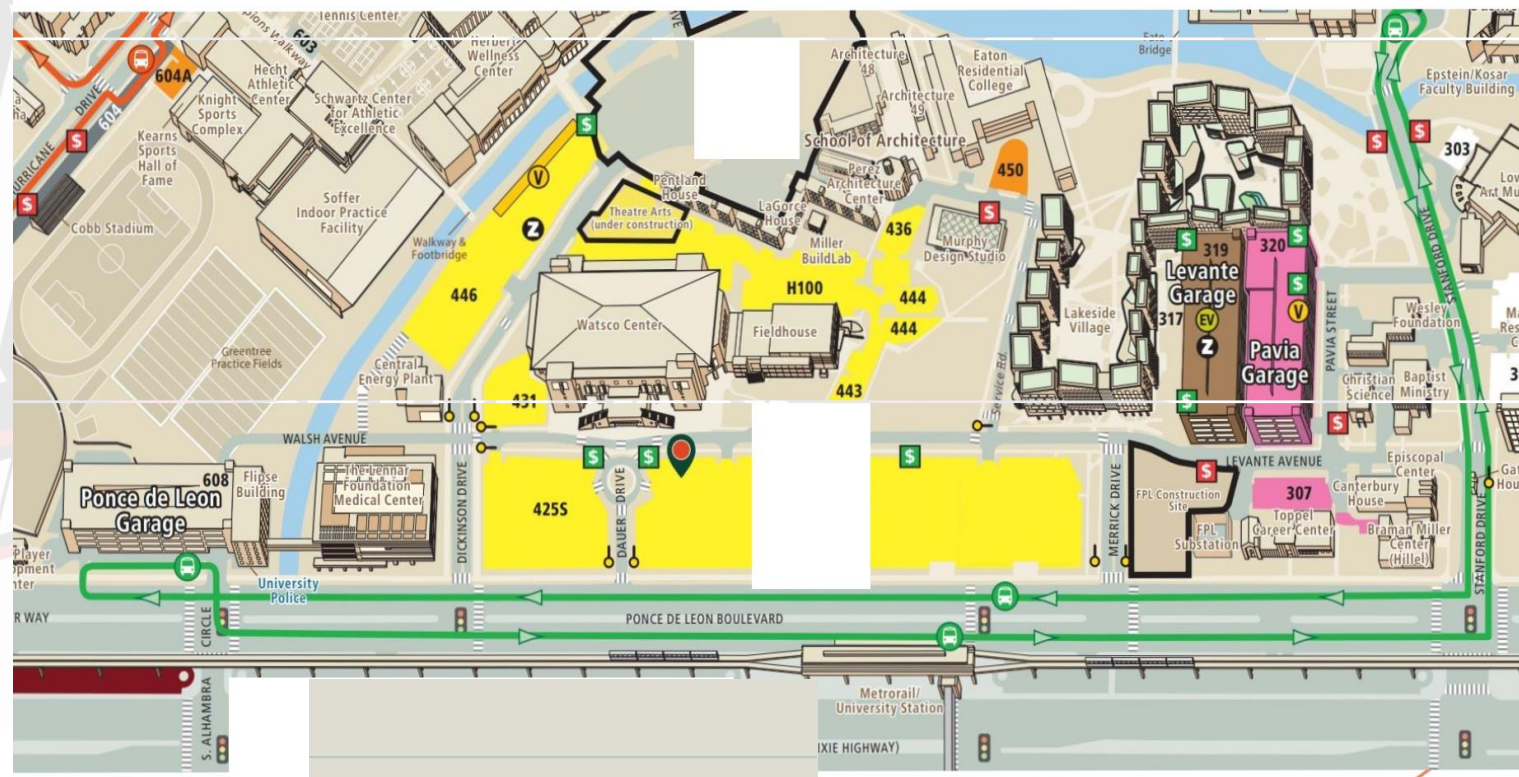 Tennis Center
603
Herbert
Wellness
Center
DRIVE
Architecture
48
Eaton
Residential
College
Bridge
Epstein/Kosar
Faculty Building
604A
DRIVE
604
HURRICANE
Hecht
Athletic
Center
Knight
Sports
Complex
Schwartz Center
for Athletic
Excellence
Kearns
Sports
Hall of
Fame
Cobb Stadium
Soffer
Indoor Practice
Facility
Walkway &
Footbridge
Greentree
Practice Fields
Architecture
49
School of Architecture
Perez
Architecture
Center
Pentland
House
LaGorce
House
Theatre Arts
(under construction)
Miller
BuildLab
Murphy
Design Studio
450
436
303
$
$
$
$
$
$
$
$
$
V
Z
446
H100
444
444
443
431
Watsco Center
Fieldhouse
Central
Energy Plant
Service Rd.
Lakeside
Village
317
319
Levante
Garage
EV
Z
$
320
V
Pavia
Garage
PAVIA STREET
STANFORD DRIVE
STANFORD DRIVE
Wesley
Foundation
Christian
Science
Baptist
Ministry
$
WALSH AVENUE
LEVANTE AVENUE
608
Ponce de Leon
Garage
Flipse
Building
The Lennar
Foundation
Medical Center
DICKINSON DRIVE
425S
DAUER DRIVE
$
$
$
MERRICK DRIVE
$
FPL Construction
Site
FPL
Substation
307
Toppel
Career Center
Episcopal
Center
Canterbury
House
Braman Miller
Center
(Hillel)
STANFORD DRIVE
University
Police
CIRCLE
R WAY
PONCE DE LEON BOULEVARD
S. ALHAMBRA
Metrorail/
University Station
IXIE HIGHWAY)